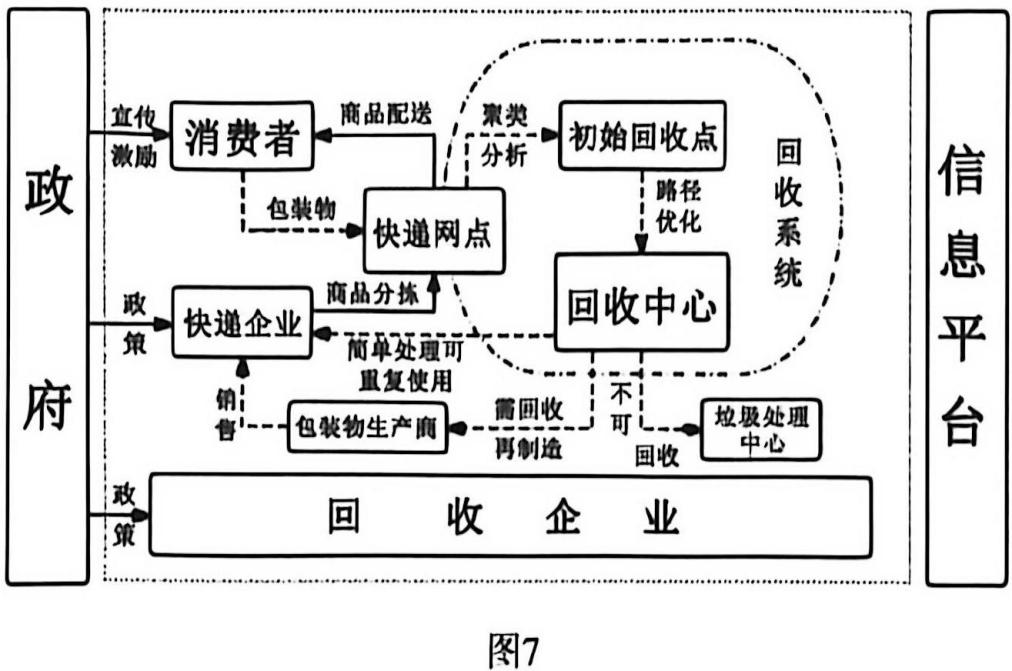 政府
信息平台
宣传
激励
消费者
商品配送
聚类
分析
初始回收点
回收系统
包装物
快递网点
路径
优化
政
策
快递企业
商品分拣
回收中心
简单处理可
重复使用
销售
包装物生产商
需回收
再制造
不可
回收
垃圾处理
中心
政
策
回收企业
图7